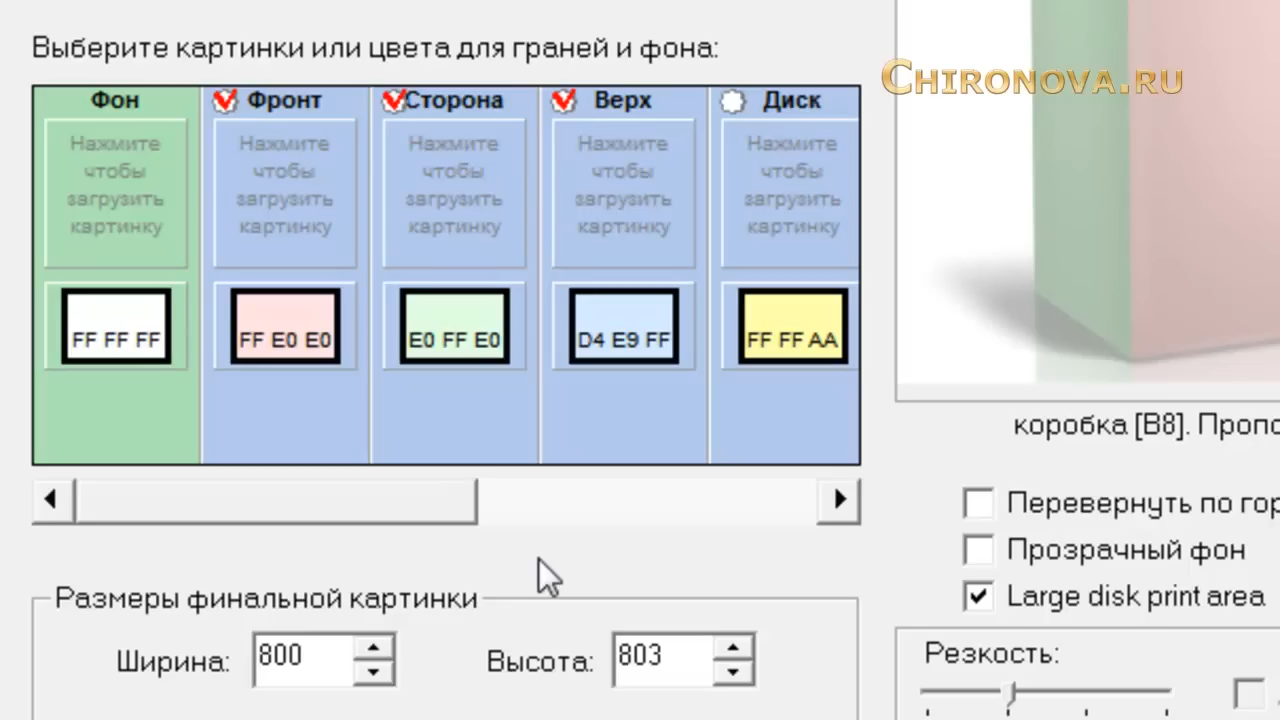 Выберите картинки или цвета для граней и фона:
CHIRONOVA.RU
Фон Фронт Сторона Верх Диск
Нажмите Нажмите Нажмите Нажмите Нажмите
чтобы чтобы чтобы чтобы чтобы
загрузить загрузить загрузить загрузить загрузить
картинку картинку картинку картинку картинку
FF FF FF FF E0 E0 E0 FF E0 D4 E9 FF FF FF AA
коробка [B8].
Перевернуть по
Прозрачный фон
Large disk print area
Размеры финальной картинки
Ширина: 800 Высота: 803
Резкость: